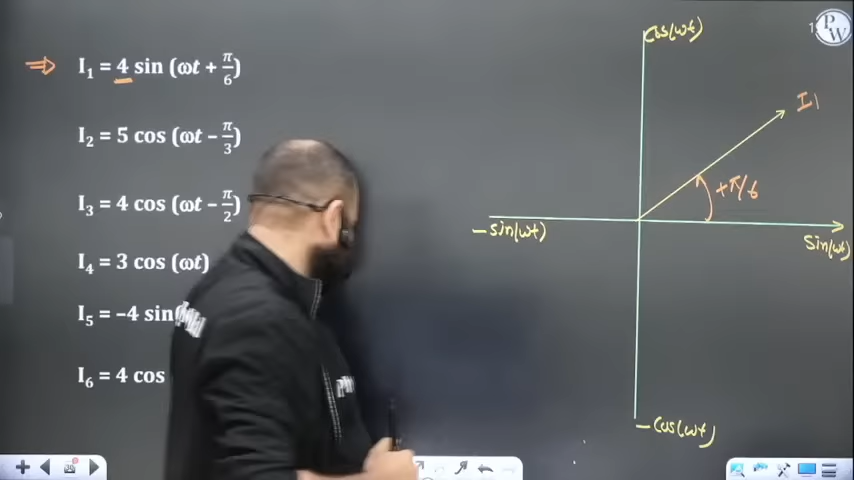 I₁ = 4 sin (ωt + π/6)
I₂ = 5 cos (ωt − π/3)
I₃ = 4 cos (ωt − π/2)
I₄ = 3 cos (ωt)
I₅ = −4 sin
I₆ = 4 cos
cos(ωt)
PW
I1
+π/6
−sin(ωt)
sin(ωt)
−cos(ωt)